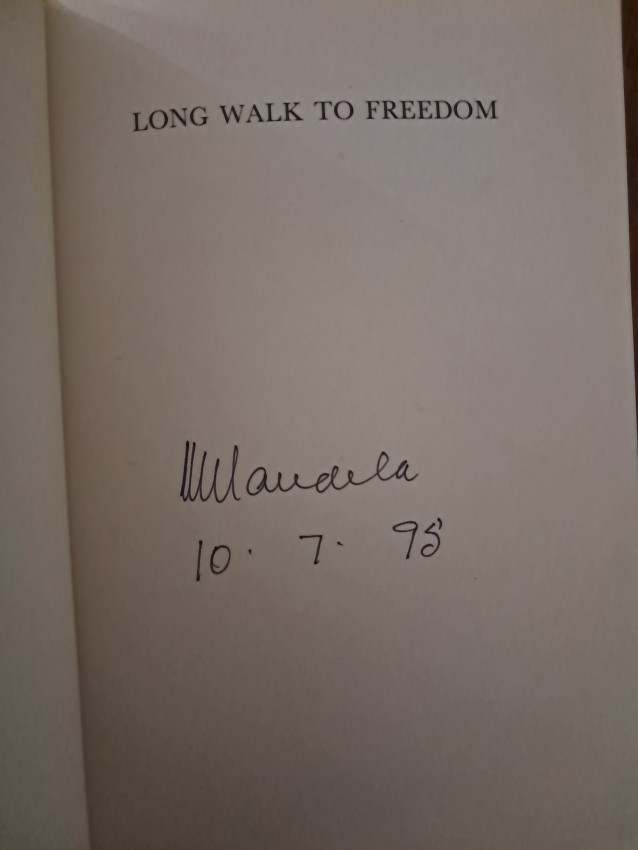 LONG WALK TO FREEDOM
NMandela
10. 7. 95